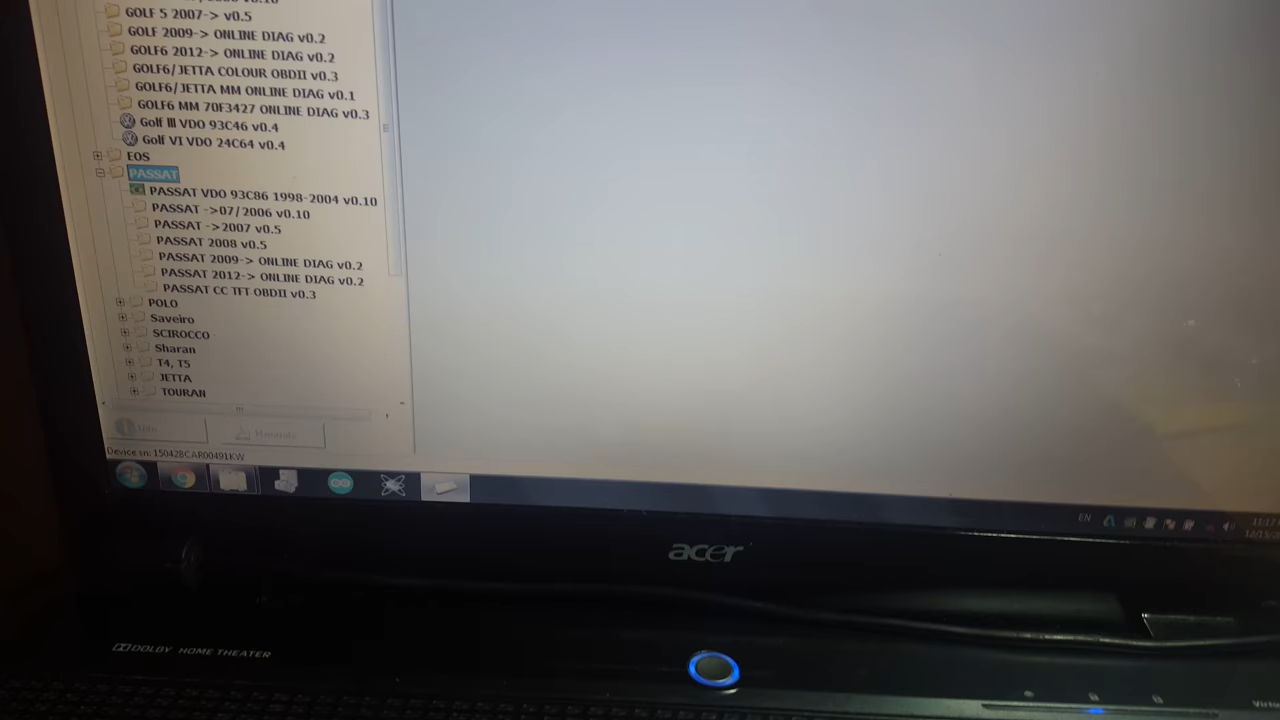 GOLF 5 2007-> v0.5
GOLF 2009-> ONLINE DIAG v0.2
GOLF6 2012-> ONLINE DIAG v0.2
GOLF6/JETTA COLOUR OBDII v0.3
GOLF6/JETTA MM ONLINE DIAG v0.1
GOLF6 MM 70F3427 ONLINE DIAG v0.3
Golf III VDO 93C46 v0.4
Golf VI VDO 24C64 v0.4
EOS
PASSAT
PASSAT VDO 93C86 1998-2004 v0.10
PASSAT ->07/2006 v0.10
PASSAT ->2007 v0.5
PASSAT 2008 v0.5
PASSAT 2009-> ONLINE DIAG v0.2
PASSAT 2012-> ONLINE DIAG v0.2
PASSAT CC TFT OBDII v0.3
POLO
Saveiro
SCIROCCO
Sharan
T4, T5
JETTA
TOURAN
Device sn: 150428CAR00491KW
EN
11:17
acer
DOLBY HOME THEATER